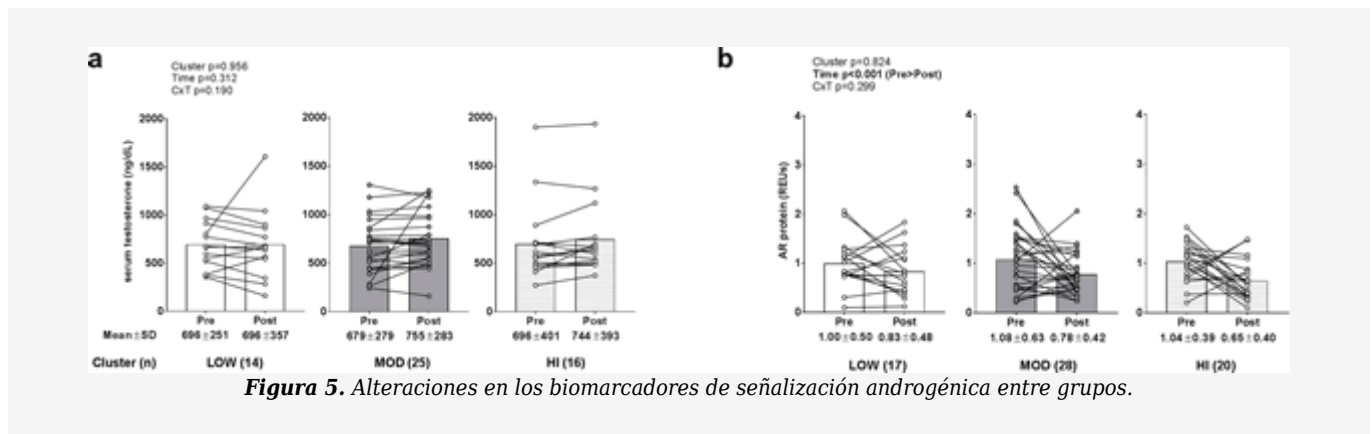 a
Cluster p=0.956
Time p=0.312
CxT p=0.190
serum testosterone (ng/dL)
2000
1500
1000
500
0
2000
1500
1000
500
0
2000
1500
1000
500
0
Pre Post
Pre Post
Pre Post
Mean±SD 696±251 696±357 679±279 755±283 696±401 744±393
Cluster (n) LOW (14) MOD (25) HI (16)
b
Cluster p=0.824
Time p<0.001 (Pre>Post)
CxT p=0.299
AR protein (REU/s)
4
3
2
1
0
4
3
2
1
0
4
3
2
1
0
Pre Post
Pre Post
Pre Post
1.00±0.50 0.83±0.48 1.08±0.63 0.78±0.42 1.04±0.39 0.65±0.40
LOW (17) MOD (28) HI (20)
Figura 5. Alteraciones en los biomarcadores de señalización androgénica entre grupos.